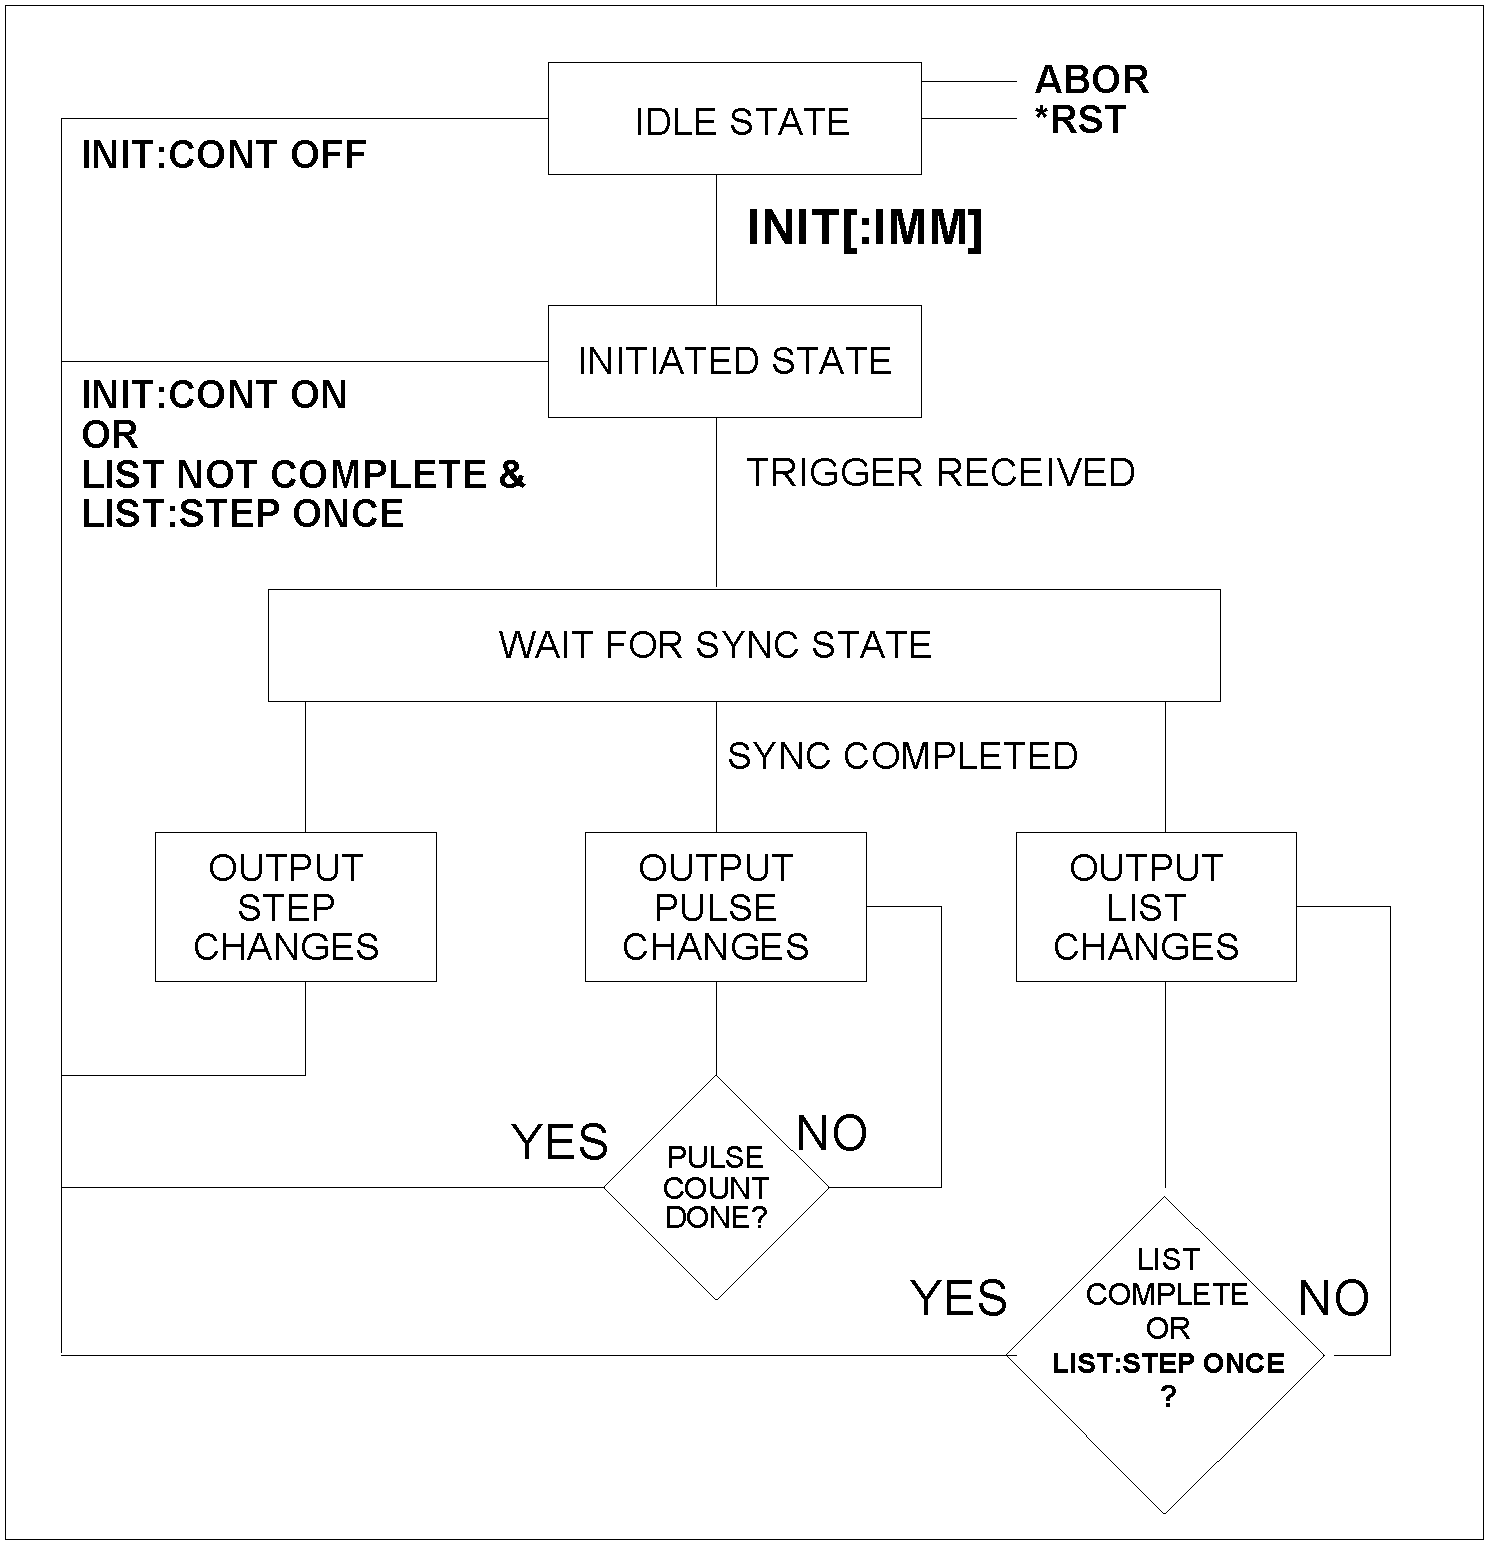 IDLE STATE
ABOR
*RST
INIT:CONT OFF
INIT[:IMM]
INITIATED STATE
INIT:CONT ON
OR
LIST NOT COMPLETE &
LIST:STEP ONCE
TRIGGER RECEIVED
WAIT FOR SYNC STATE
SYNC COMPLETED
OUTPUT
STEP
CHANGES
OUTPUT
PULSE
CHANGES
OUTPUT
LIST
CHANGES
YES
NO
PULSE
COUNT
DONE?
YES
NO
LIST
COMPLETE
OR
LIST:STEP ONCE
?